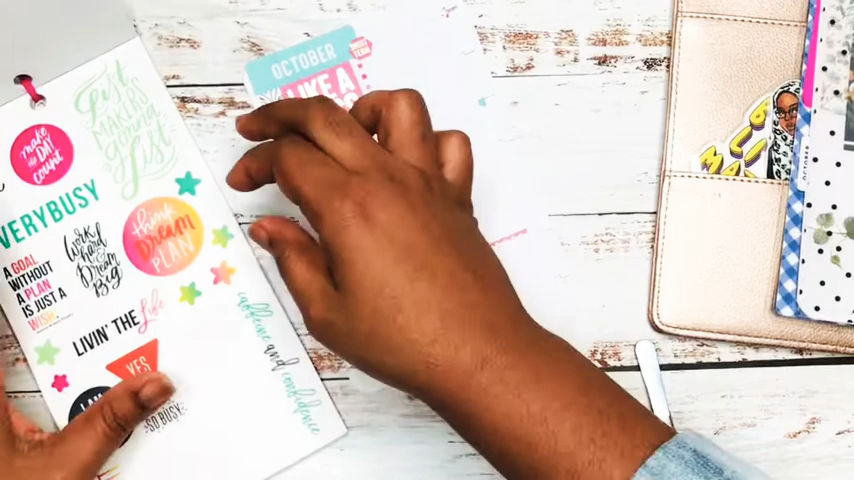 make
the DAY
count
List
MAKERS
gonna
List
VERYBUSY
Work
Hard
Dream
Big
think
DREAM
PLAN
A GOAL
WITHOUT
A PLAN
IS JUST A
WISH
LIVIN' THE Life
YES
SO BUSY
caffeine
and
confidence
OCTOBER
LIKE A
OCTOBER